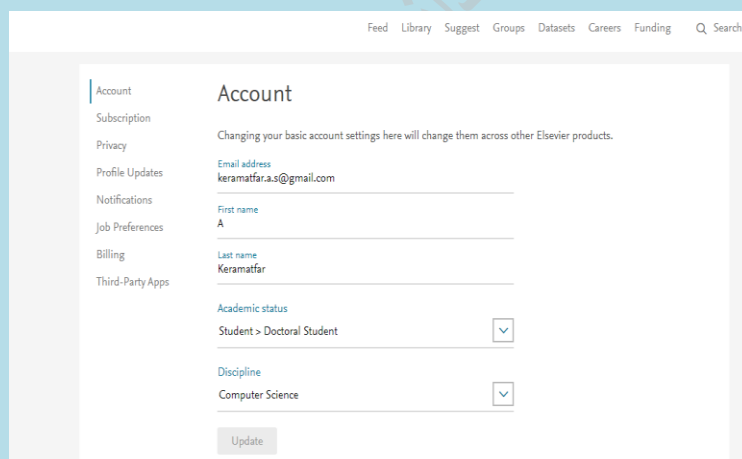 Feed Library Suggest Groups Datasets Careers Funding Search
Account
Subscription
Privacy
Profile Updates
Notifications
Job Preferences
Billing
Third-Party Apps
Account
Changing your basic account settings here will change them across other Elsevier products.
Email address
keramatfar.a.s@gmail.com
First name
A
Last name
Keramatfar
Academic status
Student > Doctoral Student
Discipline
Computer Science
Update